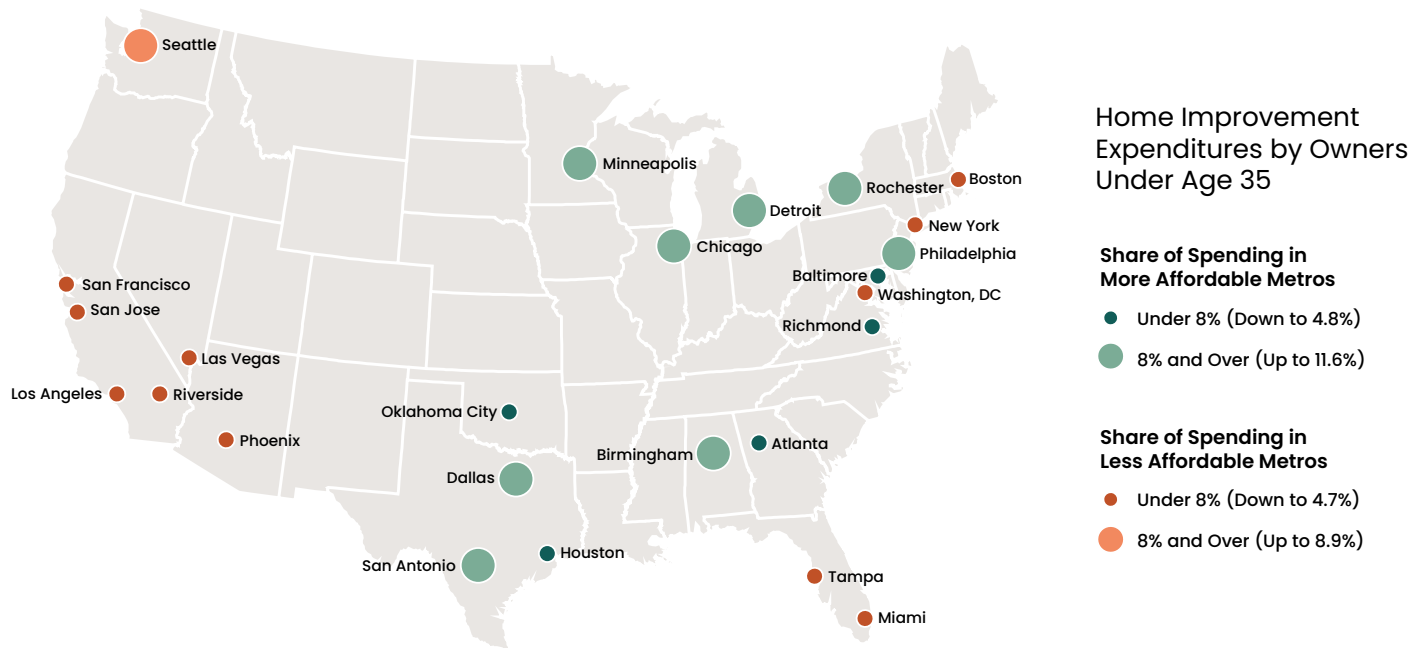 Seattle
Minneapolis
Rochester
Boston
Detroit
New York
Chicago
Philadelphia
Baltimore
Washington, DC
San Francisco
San Jose
Richmond
Las Vegas
Los Angeles
Riverside
Oklahoma City
Phoenix
Atlanta
Birmingham
Dallas
Houston
San Antonio
Tampa
Miami
Home Improvement
Expenditures by Owners
Under Age 35
Share of Spending in
More Affordable Metros
Under 8% (Down to 4.8%)
8% and Over (Up to 11.6%)
Share of Spending in
Less Affordable Metros
Under 8% (Down to 4.7%)
8% and Over (Up to 8.9%)